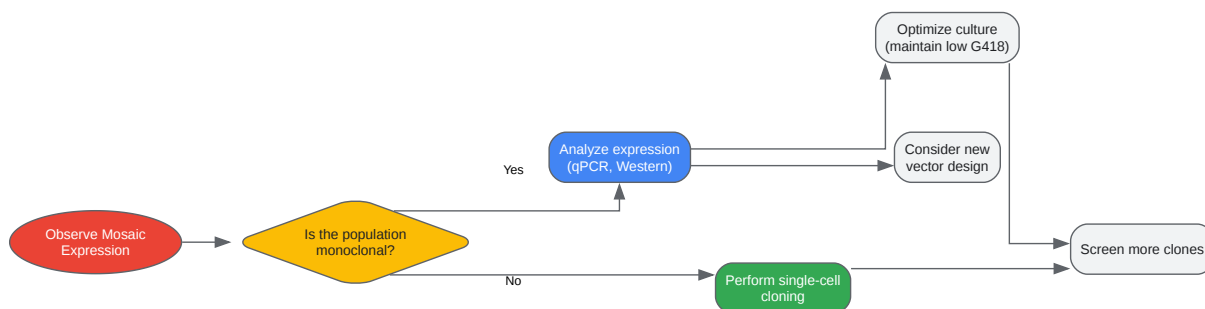 Optimize culture
(maintain low G418)
Analyze expression
(qPCR, Western)
Consider new
vector design
Yes
Observe Mosaic
Expression
Is the population
monoclonal?
Screen more clones
No
Perform single-cell
cloning